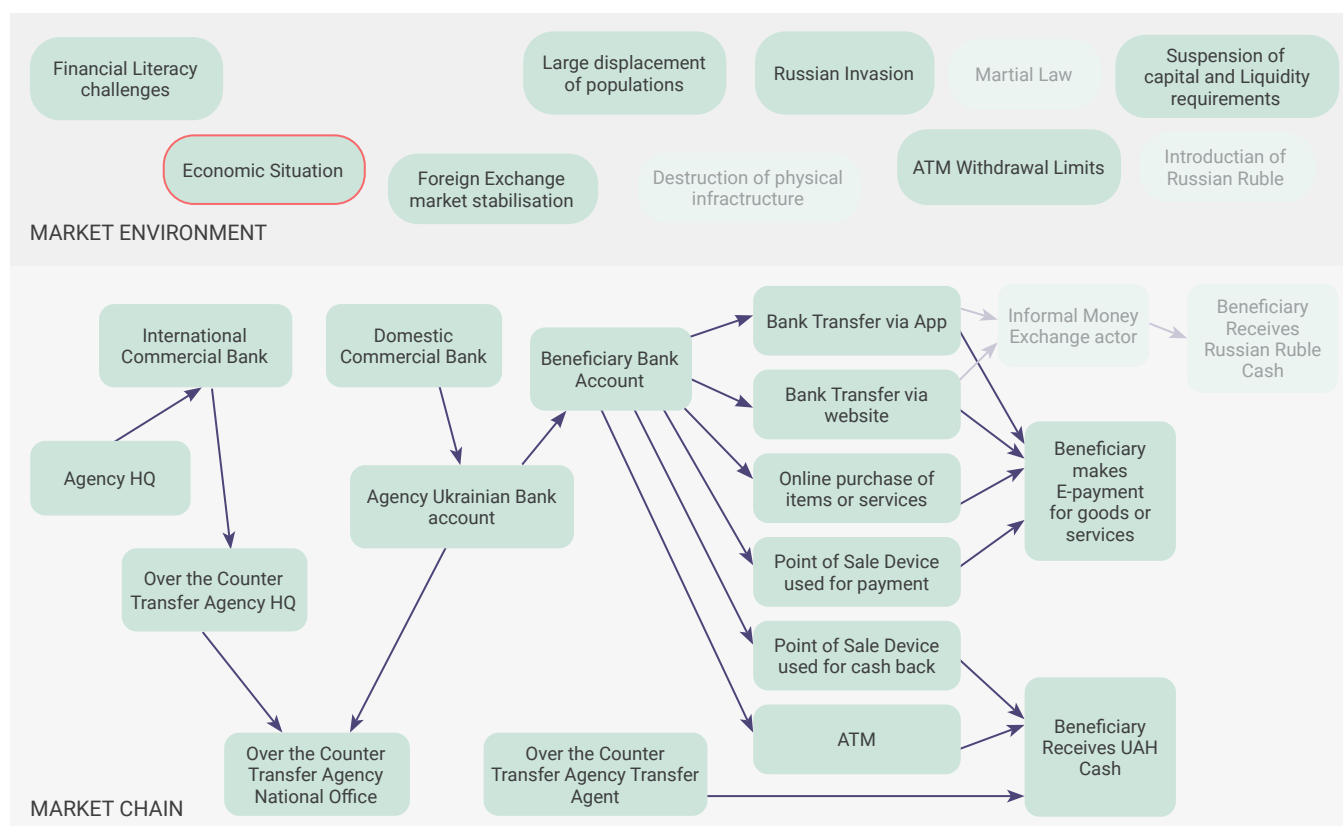 Financial Literacy
challenges
Large displacement
of populations
Russian Invasion
Martial Law
Suspension of
capital and Liquidity
requirements
Economic Situation
Foreign Exchange
market stabilisation
Destruction of physical
infractructure
ATM Withdrawal Limits
Introductian of
Russian Ruble
MARKET ENVIRONMENT
International
Commercial Bank
Domestic
Commercial Bank
Beneficiary Bank
Account
Bank Transfer via App
Informal Money
Exchange actor
Beneficiary
Receives
Russian Ruble
Cash
Bank Transfer via
website
Agency HQ
Agency Ukrainian Bank
account
Online purchase of
items or services
Beneficiary
makes
E-payment
for goods or
services
Over the Counter
Transfer Agency HQ
Point of Sale Device
used for payment
Point of Sale Device
used for cash back
Over the Counter
Transfer Agency
National Office
Over the Counter
Transfer Agency Transfer
Agent
ATM
Beneficiary
Receives UAH
Cash
MARKET CHAIN